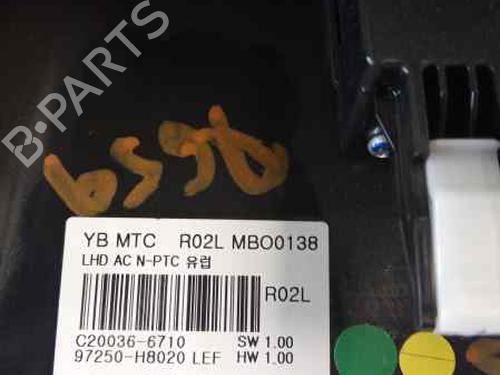 B-PARTS
YB MTC R02L MBO0138
LHD AC N-PTC 유럽
R02L
C20036-6710 SW 1.00
97250-H8020 LEF HW 1.00